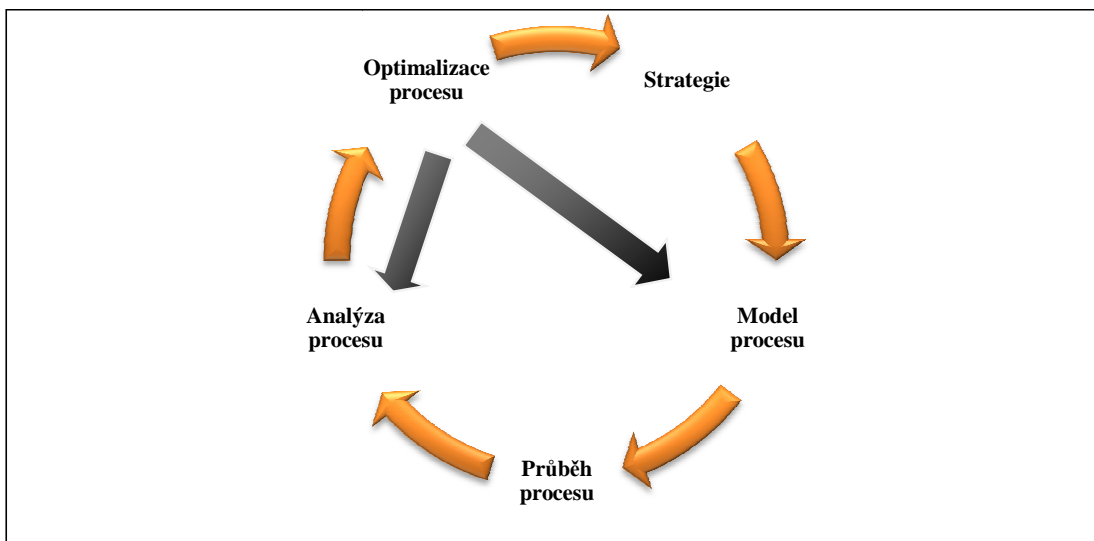 Optimalizace
procesu
Strategie
Model
procesu
Průběh
procesu
Analýza
procesu